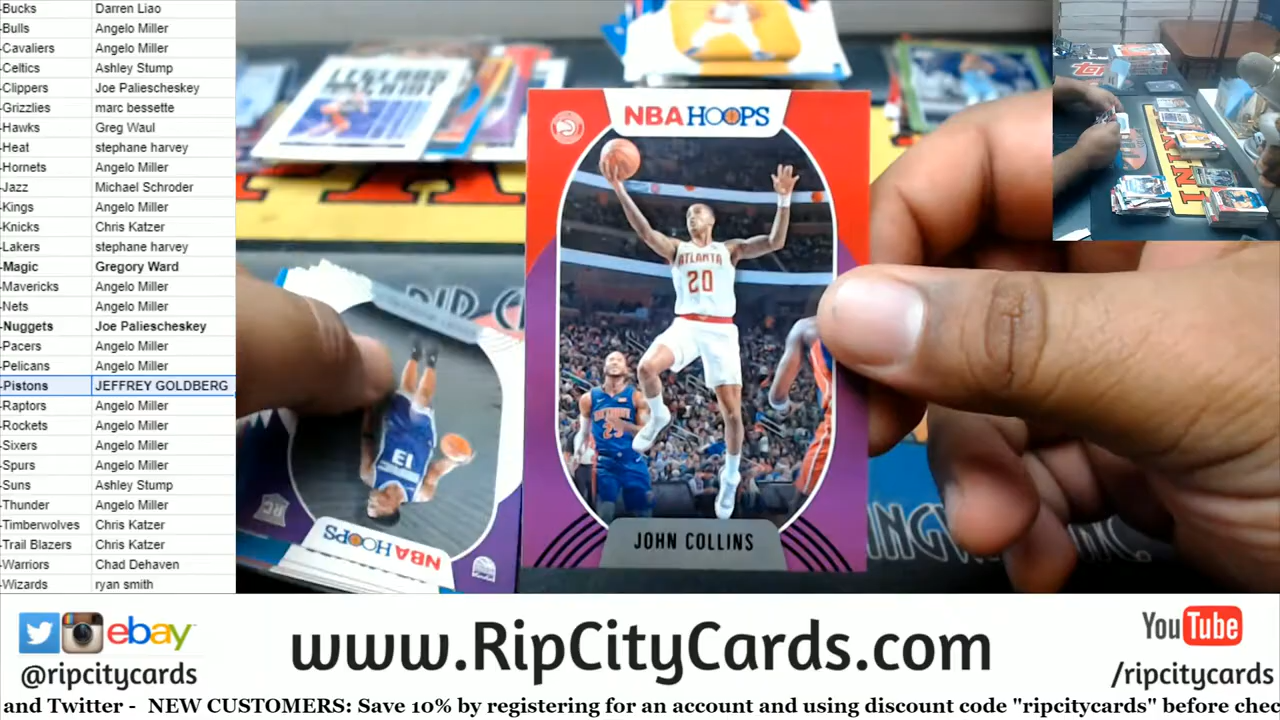 -Bucks Darren Liao
-Bulls Angelo Miller
-Cavaliers Angelo Miller
-Celtics Ashley Stump
-Clippers Joe Paliescheskey
-Grizzlies marc bessette
-Hawks Greg Waul
-Heat stephane harvey
-Hornets Angelo Miller
-Jazz Michael Schroder
-Kings Angelo Miller
-Knicks Chris Katzer
-Lakers stephane harvey
-Magic Gregory Ward
-Mavericks Angelo Miller
-Nets Angelo Miller
-Nuggets Joe Paliescheskey
-Pacers Angelo Miller
-Pelicans Angelo Miller
-Pistons JEFFREY GOLDBERG
-Raptors Angelo Miller
-Rockets Angelo Miller
-Sixers Angelo Miller
-Spurs Angelo Miller
-Suns Ashley Stump
-Thunder Angelo Miller
-Timberwolves Chris Katzer
-Trail Blazers Chris Katzer
-Warriors Chad Dehaven
-Wizards ryan smith
NBA HOOPS
ATLANTA
20
JOHN COLLINS
RIP
13
RC
NBA HOOPS
ebay
@ripcitycards
www.RipCityCards.com
YouTube
/ripcitycards
and Twitter - NEW CUSTOMERS: Save 10% by registering for an account and using discount code "ripcitycards" before